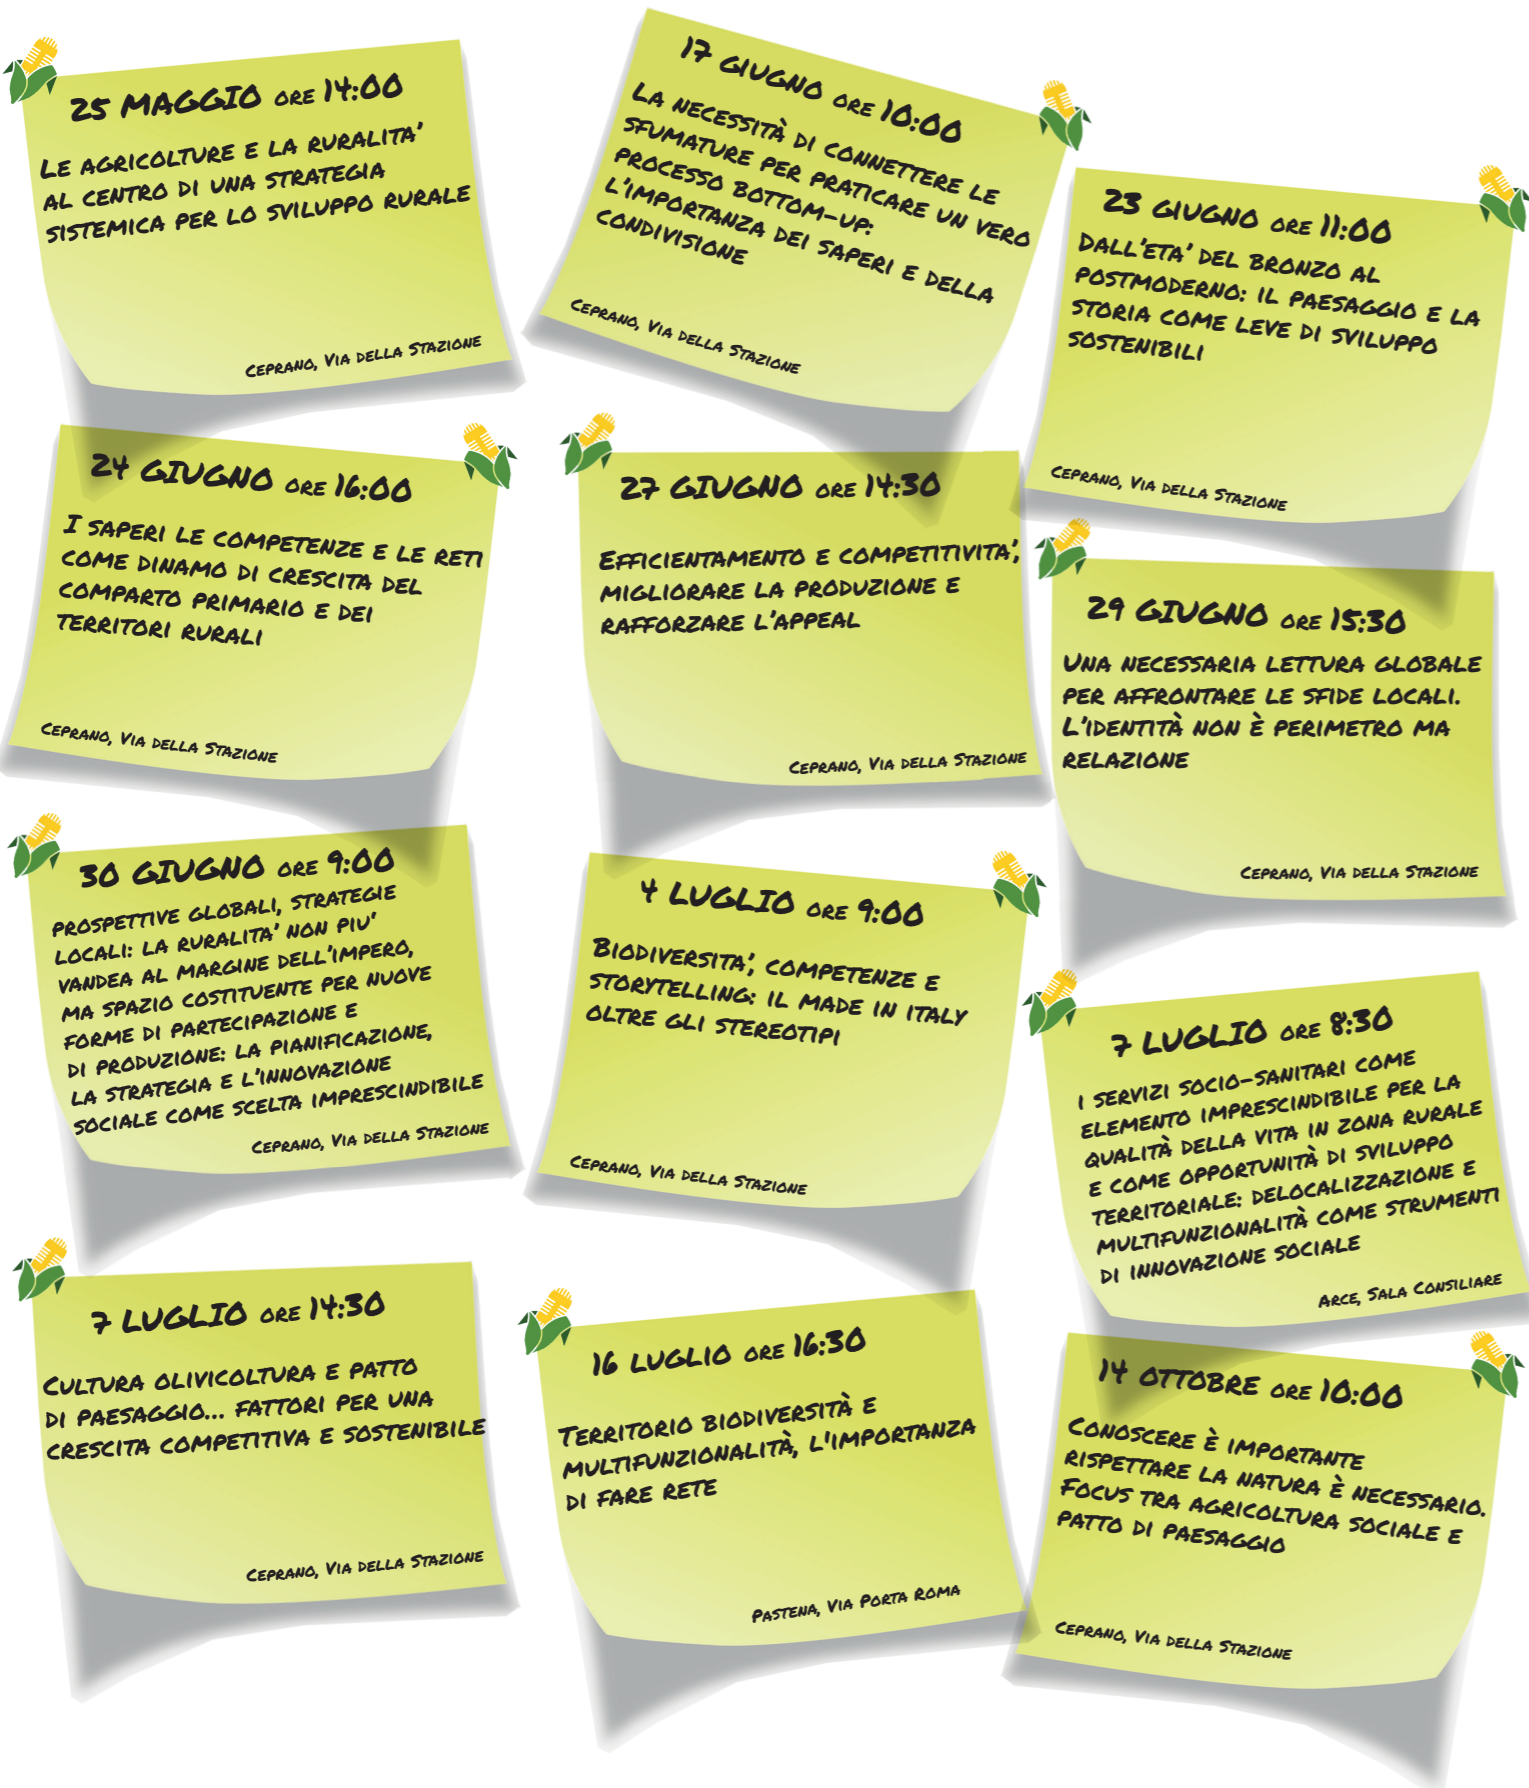 25 MAGGIO ORE 14:00
LE AGRICOLTURE E LA RURALITA'
AL CENTRO DI UNA STRATEGIA
SISTEMICA PER LO SVILUPPO RURALE
CEPRANO, VIA DELLA STAZIONE
17 GIUGNO ORE 10:00
LA NECESSITÀ DI CONNETTERE LE
SFUMATURE PER PRATICARE UN VERO
PROCESSO BOTTOM-UP:
L'IMPORTANZA DEI SAPERI E DELLA
CONDIVISIONE
CEPRANO, VIA DELLA STAZIONE
23 GIUGNO ORE 11:00
DALL'ETA' DEL BRONZO AL
POSTMODERNO: IL PAESAGGIO E LA
STORIA COME LEVE DI SVILUPPO
SOSTENIBILI
CEPRANO, VIA DELLA STAZIONE
24 GIUGNO ORE 16:00
I SAPERI LE COMPETENZE E LE RETI
COME DINAMO DI CRESCITA DEL
COMPARTO PRIMARIO E DEI
TERRITORI RURALI
CEPRANO, VIA DELLA STAZIONE
27 GIUGNO ORE 14:30
EFFICIENTAMENTO E COMPETITIVITA',
MIGLIORARE LA PRODUZIONE E
RAFFORZARE L'APPEAL
CEPRANO, VIA DELLA STAZIONE
29 GIUGNO ORE 15:30
UNA NECESSARIA LETTURA GLOBALE
PER AFFRONTARE LE SFIDE LOCALI.
L'IDENTITÀ NON È PERIMETRO MA
RELAZIONE
CEPRANO, VIA DELLA STAZIONE
30 GIUGNO ORE 9:00
PROSPETTIVE GLOBALI, STRATEGIE
LOCALI: LA RURALITA' NON PIU'
VANDEA AL MARGINE DELL'IMPERO,
MA SPAZIO COSTITUENTE PER NUOVE
FORME DI PARTECIPAZIONE E
DI PRODUZIONE: LA PIANIFICAZIONE,
LA STRATEGIA E L'INNOVAZIONE
SOCIALE COME SCELTA IMPRESCINDIBILE
CEPRANO, VIA DELLA STAZIONE
4 LUGLIO ORE 9:00
BIODIVERSITA', COMPETENZE E
STORYTELLING: IL MADE IN ITALY
OLTRE GLI STEREOTIPI
CEPRANO, VIA DELLA STAZIONE
7 LUGLIO ORE 8:30
I SERVIZI SOCIO-SANITARI COME
ELEMENTO IMPRESCINDIBILE PER LA
QUALITÀ DELLA VITA IN ZONA RURALE
E COME OPPORTUNITÀ DI SVILUPPO
TERRITORIALE: DELOCALIZZAZIONE E
MULTIFUNZIONALITÀ COME STRUMENTI
DI INNOVAZIONE SOCIALE
ARCE, SALA CONSILIARE
7 LUGLIO ORE 14:30
CULTURA OLIVICOLTURA E PATTO
DI PAESAGGIO... FATTORI PER UNA
CRESCITA COMPETITIVA E SOSTENIBILE
CEPRANO, VIA DELLA STAZIONE
16 LUGLIO ORE 16:30
TERRITORIO BIODIVERSITÀ E
MULTIFUNZIONALITÀ, L'IMPORTANZA
DI FARE RETE
PASTENA, VIA PORTA ROMA
14 OTTOBRE ORE 10:00
CONOSCERE È IMPORTANTE
RISPETTARE LA NATURA È NECESSARIO.
FOCUS TRA AGRICOLTURA SOCIALE E
PATTO DI PAESAGGIO
CEPRANO, VIA DELLA STAZIONE